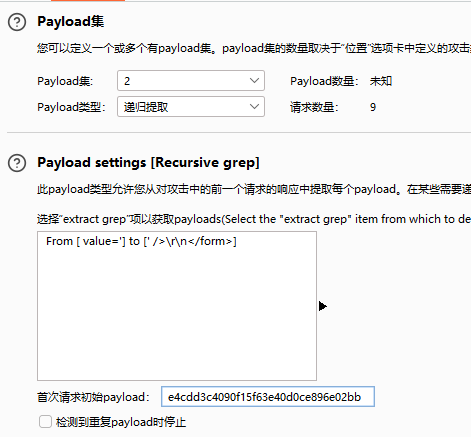 Payload集
您可以定义一个或多个有payload集。payload集的数量取决于“位置”选项卡中定义的攻击
Payload集: 2 Payload数量: 未知
Payload类型: 递归提取 请求数量: 9
Payload settings [Recursive grep]
此payload类型允许您从对攻击中的前一个请求的响应中提取每个payload。在某些需要递
选择“extract grep”项以获取payloads(Select the "extract grep" item from which to de
From [ value='] to [' />\r\n</form>]
首次请求初始payload: e4cdd3c4090f15f63e40d0ce896e02bb
检测到重复payload时停止